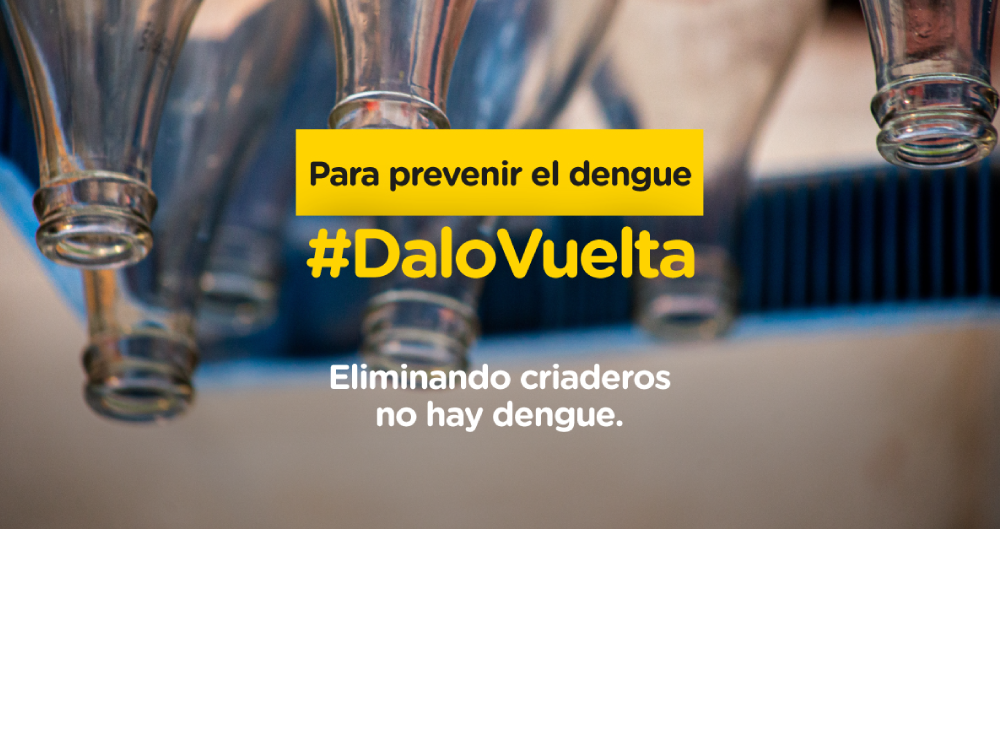 Para prevenir el dengue
#DaloVuelta
Eliminando criaderos
no hay dengue.